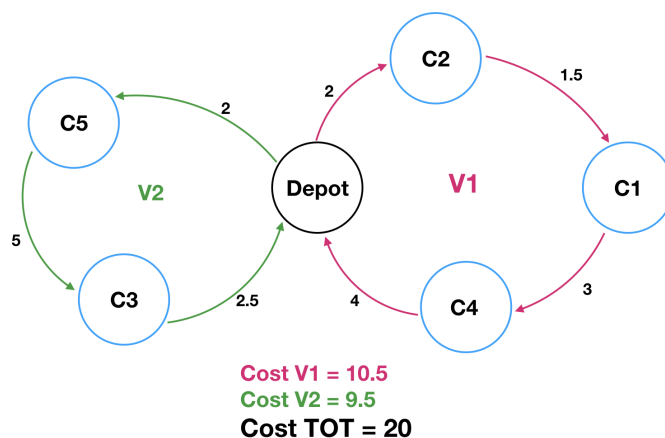 C2
1.5
2
C5
2
Depot
V2
V1
C1
5
C3
2.5
4
C4
3
Cost V1 = 10.5
Cost V2 = 9.5
Cost TOT = 20